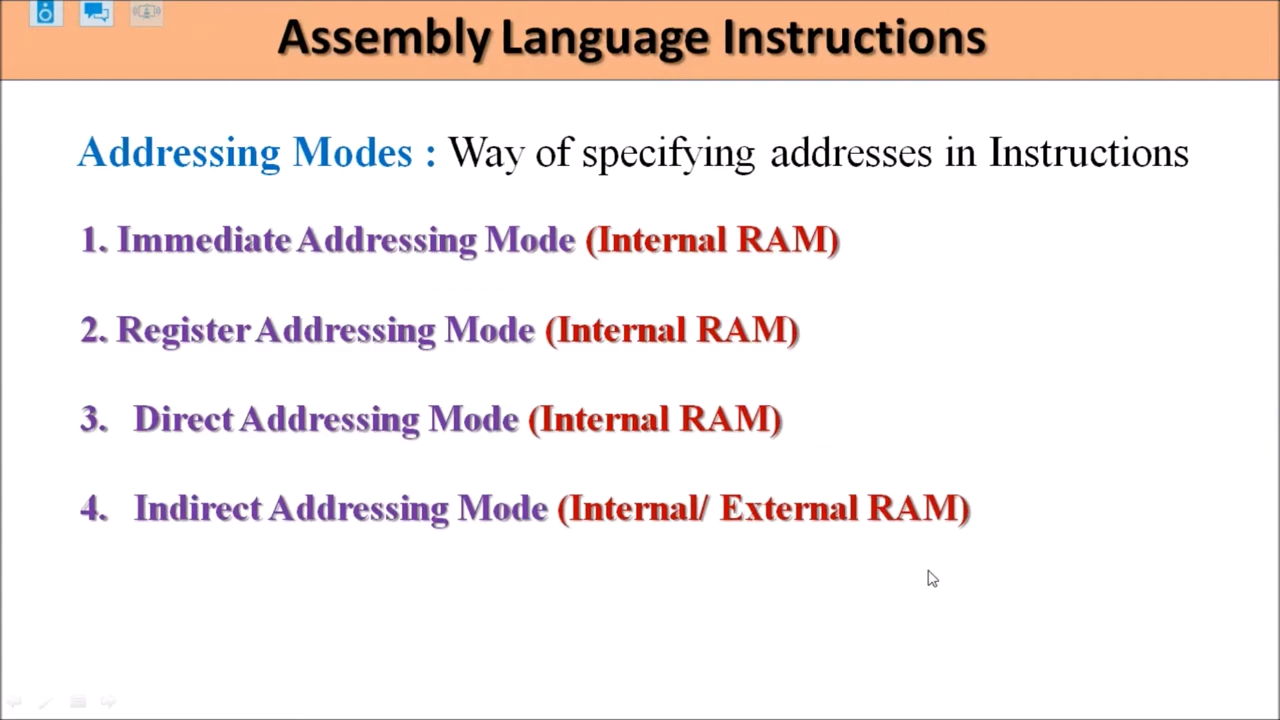 Assembly Language Instructions
Addressing Modes : Way of specifying addresses in Instructions
1. Immediate Addressing Mode (Internal RAM)
2. Register Addressing Mode (Internal RAM)
3. Direct Addressing Mode (Internal RAM)
4. Indirect Addressing Mode (Internal/ External RAM)